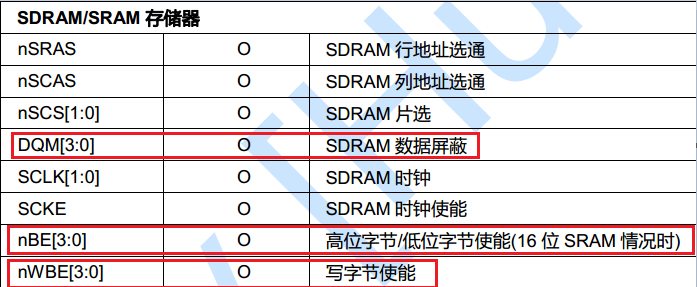 SDRAM/SRAM 存储器
nSRAS O SDRAM 行地址选通
nSCAS O SDRAM 列地址选通
nSCS[1:0] O SDRAM 片选
DQM[3:0] O SDRAM 数据屏蔽
SCLK[1:0] O SDRAM 时钟
SCKE O SDRAM 时钟使能
nBE[3:0] O 高位字节/低位字节使能(16 位 SRAM 情况时)
nWBE[3:0] O 写字节使能